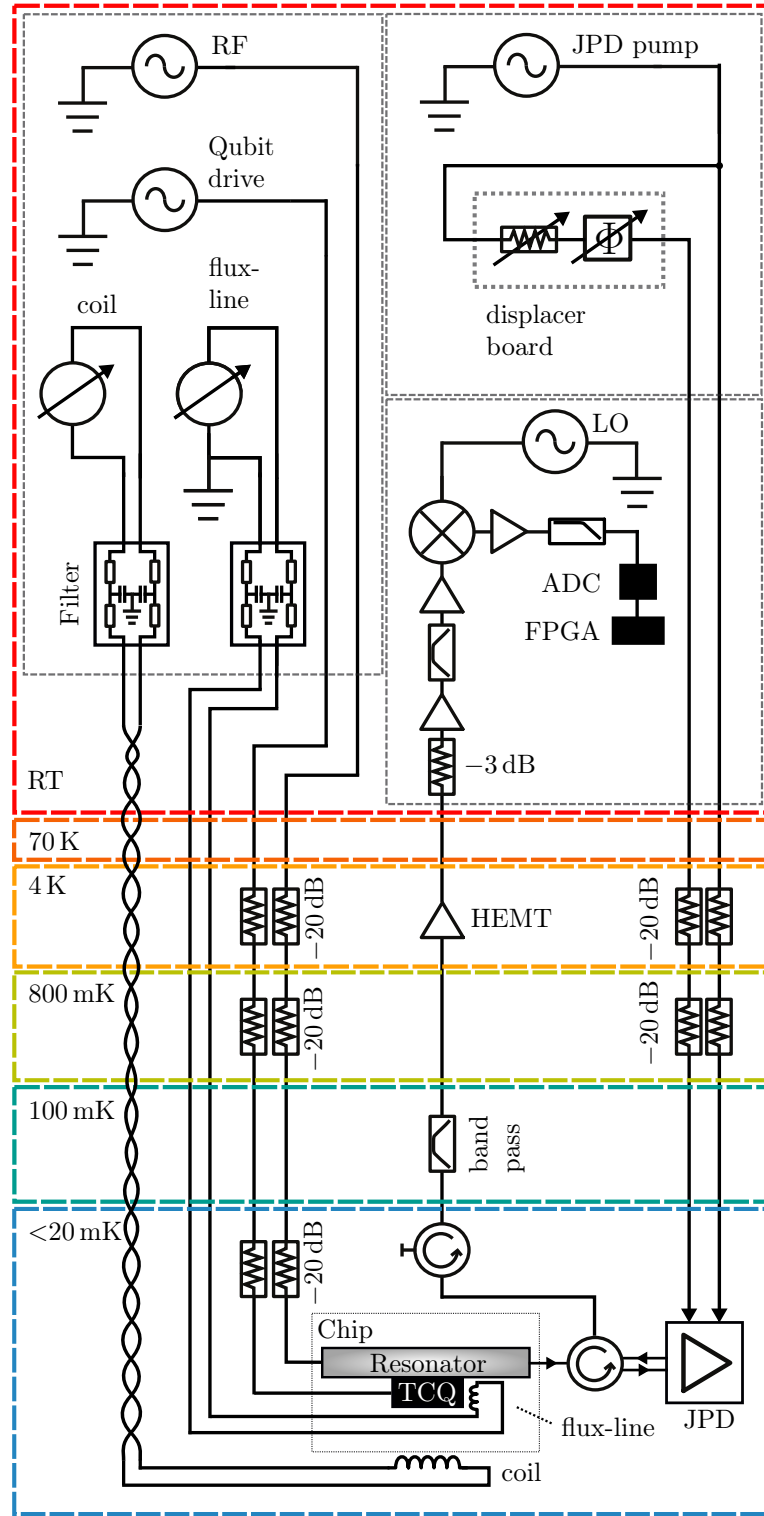 RF
JPD pump
Qubit
drive
Φ
flux-
line
coil
displacer
board
LO
ADC
FPGA
Filter
−3 dB
RT
70 K
4 K
−20 dB
HEMT
−20 dB
800 mK
−20 dB
−20 dB
100 mK
band
pass
<20 mK
−20 dB
Chip
Resonator
TCQ
JPD
flux-line
coil